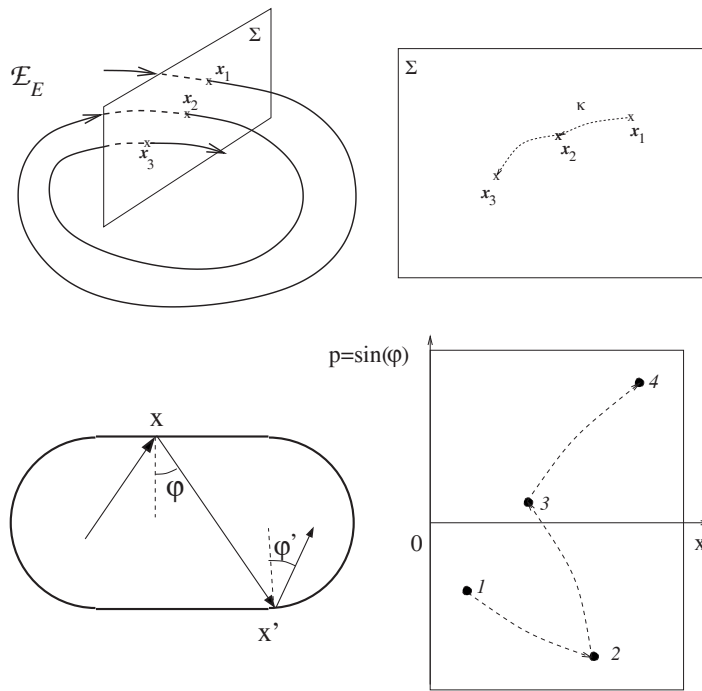 Σ
ℰ_E
x₁
x₂
x₃
Σ
κ
x₁
x₂
x₃
x
φ
φ'
x'
p=sin(φ)
4
3
0
x
1
2